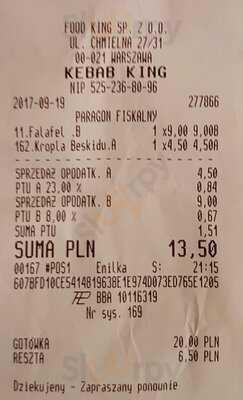 FOOD KING SP. Z O.O.
UL. CHMIELNA 27/31
00-021 WARSZAWA
KEBAB KING
NIP 525-236-80-96
2017-09-19 277866
PARAGON FISKALNY
11.Falafel .B 1 x9,00 9,00B
162.Kropla Beskidu.A 1 x4,50 4,50A
SPRZEDAŻ OPODATK. A 4,50
PTU A 23,00 % 0,84
SPRZEDAŻ OPODATK. B 9,00
PTU B 8,00 % 0,67
SUMA PTU 1,51
SUMA PLN 13,50
00167 #POS1 Emilka S: 21:15
607BFD10CE5414B1963BE1E974D073ED765E1205
BBA 10116319
Nr sys. 169
GOTÓWKA 20,00 PLN
RESZTA 6,50 PLN
Dziekujemy - Zapraszamy ponownie